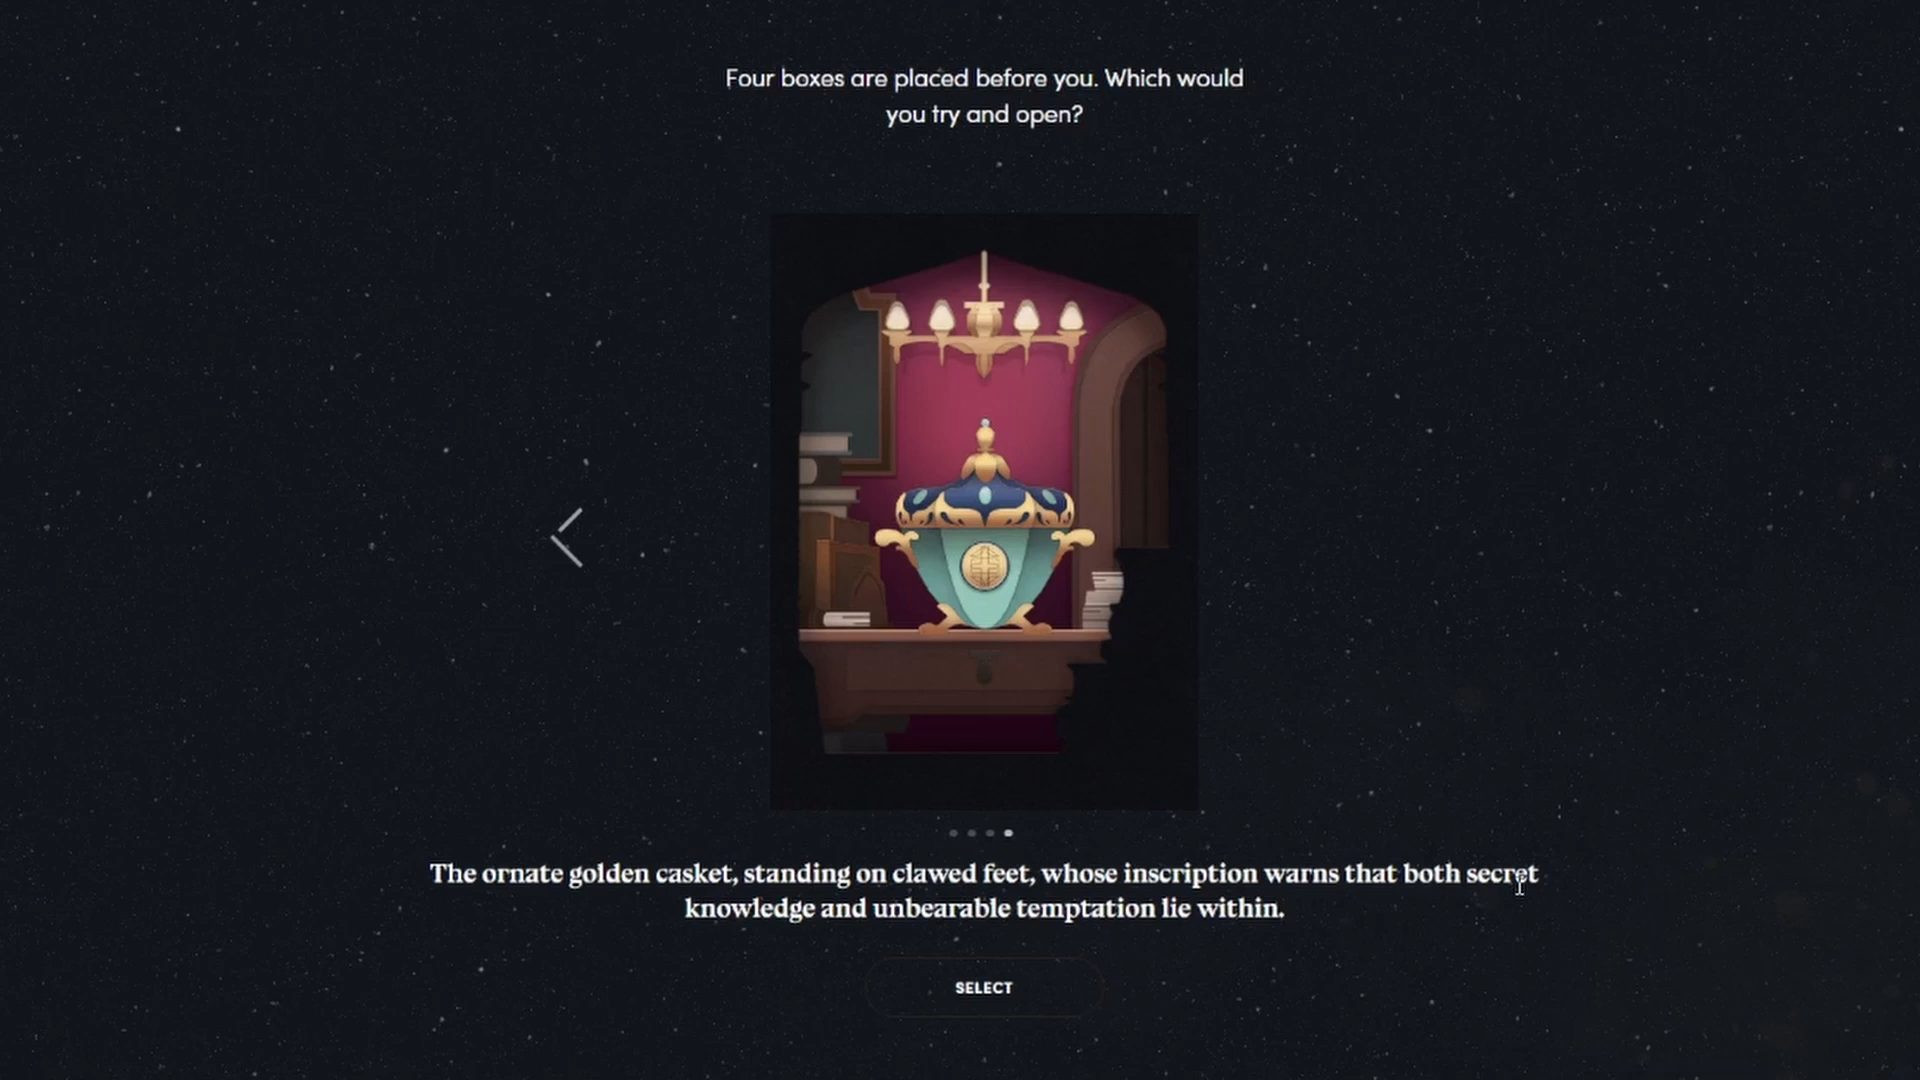 Four boxes are placed before you. Which would
you try and open?
The ornate golden casket, standing on clawed feet, whose inscription warns that both secret
knowledge and unbearable temptation lie within.
SELECT